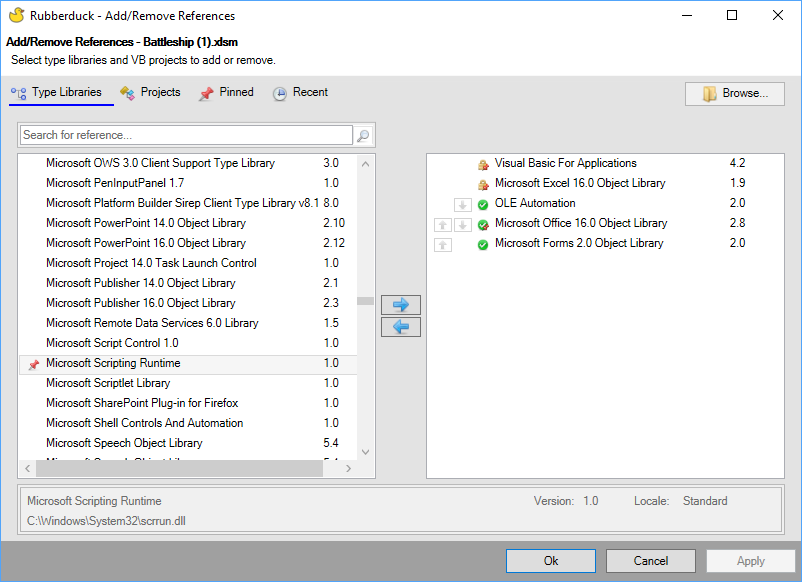 Rubberduck - Add/Remove References
Add/Remove References - Battleship (1).xlsm
Select type libraries and VB projects to add or remove.
Type Libraries Projects Pinned Recent Browse...
Search for reference...
Microsoft OWS 3.0 Client Support Type Library 3.0
Microsoft PenInputPanel 1.7 1.0
Microsoft Platform Builder Sirep Client Type Library v8.1 8.0
Microsoft PowerPoint 14.0 Object Library 2.10
Microsoft PowerPoint 16.0 Object Library 2.12
Microsoft Project 14.0 Task Launch Control 1.0
Microsoft Publisher 14.0 Object Library 2.1
Microsoft Publisher 16.0 Object Library 2.3
Microsoft Remote Data Services 6.0 Library 1.5
Microsoft Script Control 1.0 1.0
Microsoft Scripting Runtime 1.0
Microsoft Scriptlet Library 1.0
Microsoft SharePoint Plug-in for Firefox 1.0
Microsoft Shell Controls And Automation 1.0
Microsoft Speech Object Library 5.4
Visual Basic For Applications 4.2
Microsoft Excel 16.0 Object Library 1.9
OLE Automation 2.0
Microsoft Office 16.0 Object Library 2.8
Microsoft Forms 2.0 Object Library 2.0
Microsoft Scripting Runtime Version: 1.0 Locale: Standard
C:\Windows\System32\scrrun.dll
Ok Cancel Apply